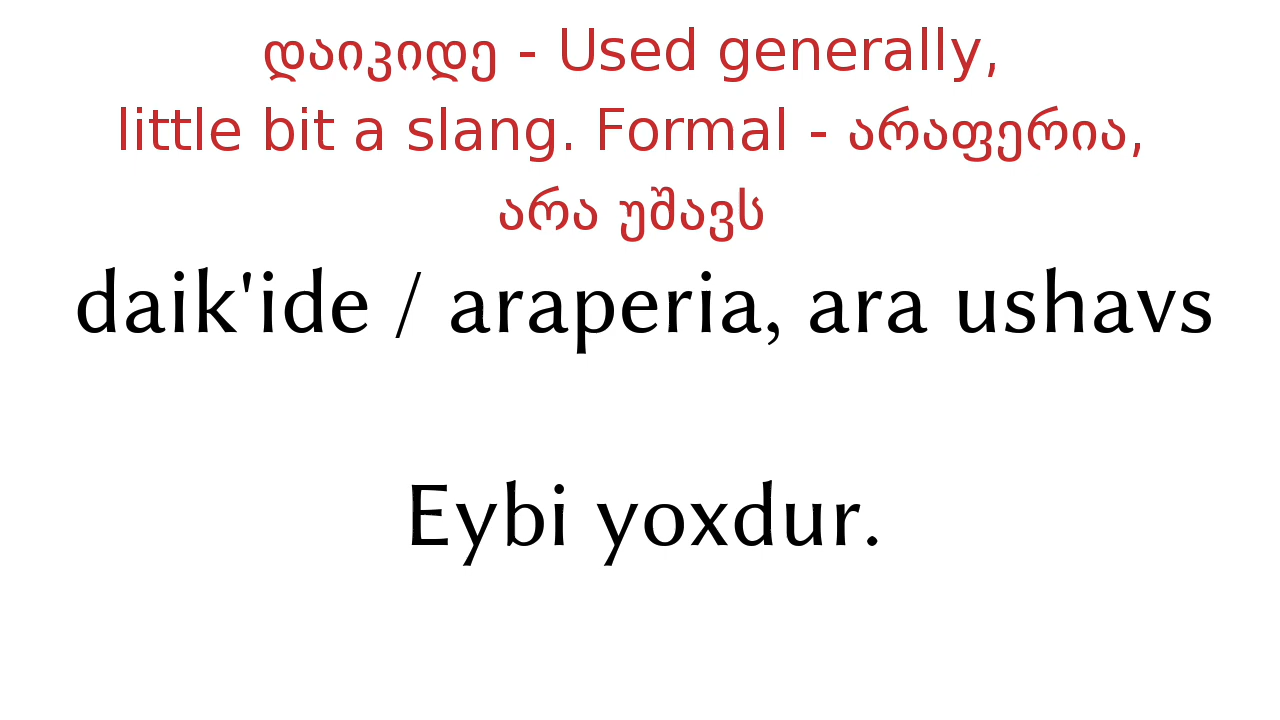 დაიკიდე - Used generally,
little bit a slang. Formal - არაფერია,
არა უშავს
daik'ide / araperia, ara ushavs
Eybi yoxdur.